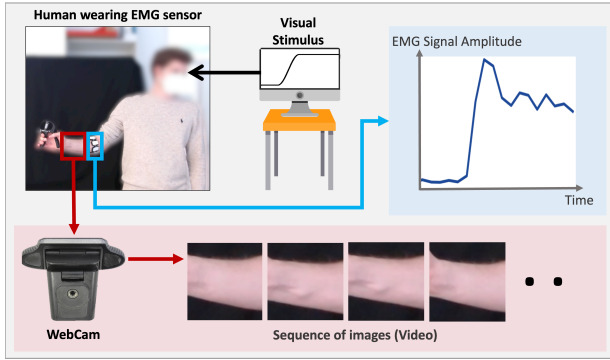 Human wearing EMG sensor
Visual
Stimulus
EMG Signal Amplitude
Time
WebCam
Sequence of images (Video)